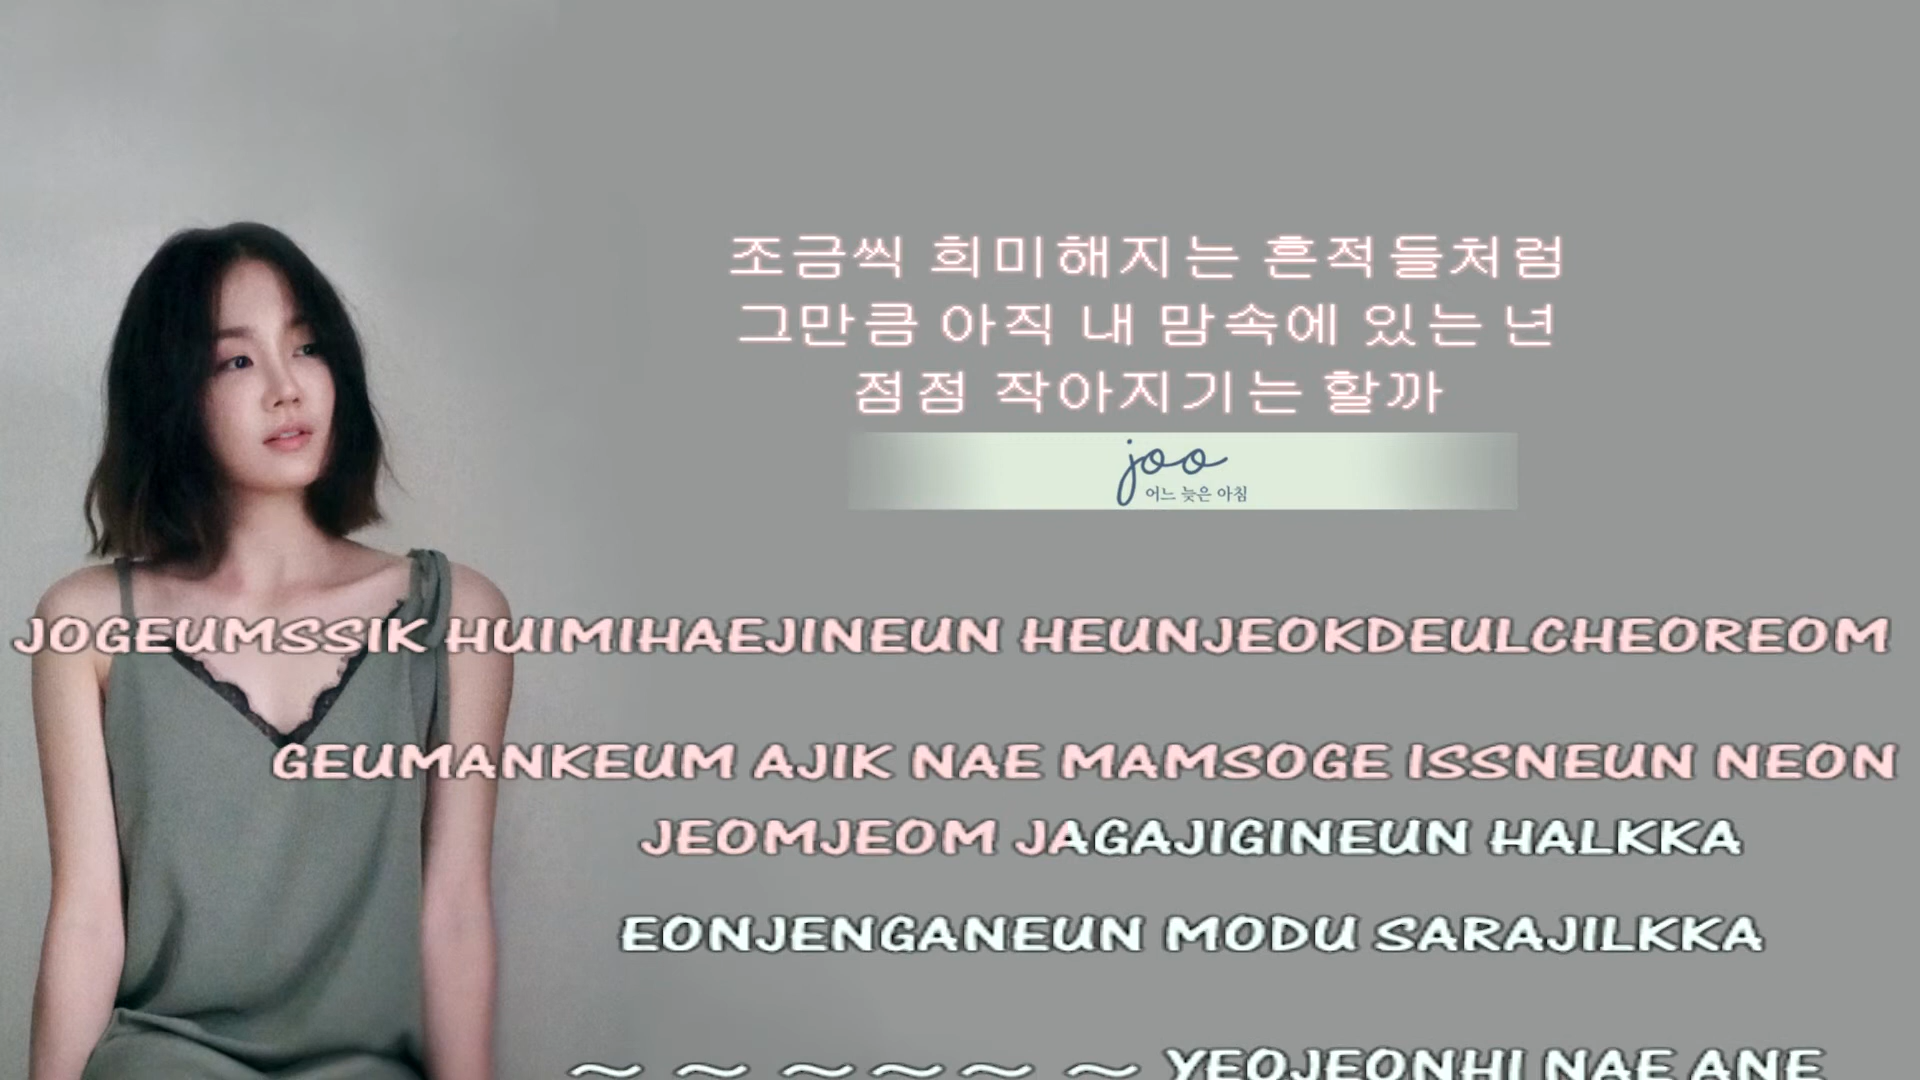 조금씩 희미해지는 흔적들처럼
그만큼 아직 내 맘속에 있는 넌
점점 작아지기는 할까
joo
어느 늦은 아침
JOGEUMSSIK HUIMIHAEJINEUN HEUNJEOKDEULCHEOREOM
GEUMANKEUM AJIK NAE MAMSOGE ISSNEUN NEON
JEOMJEOM JAGAJIGINEUN HALKKA
EONJENGANEUN MODU SARAJILKKA
~ ~ ~~~ ~ YEOJEONHI NAE ANE